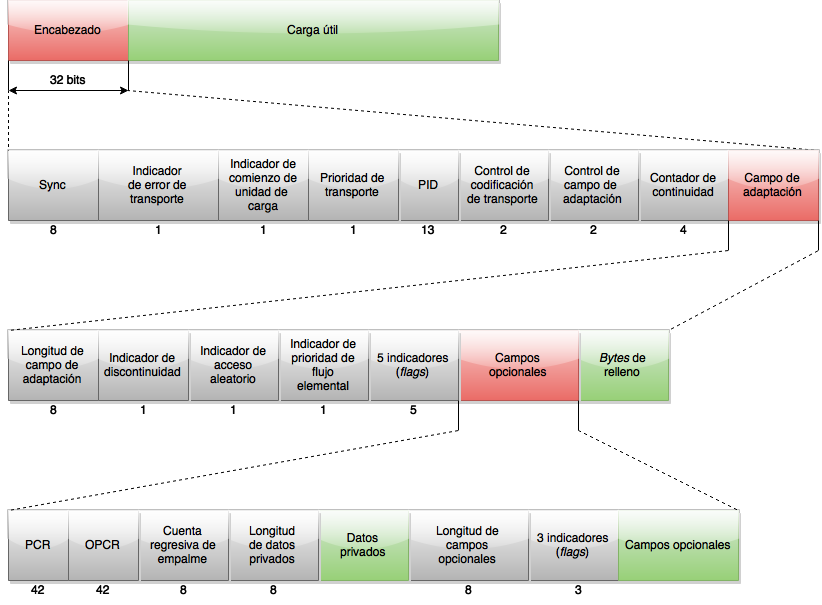 Encabezado
Carga útil
32 bits
Sync
Indicador
de error de
transporte
Indicador de
comienzo de
unidad de
carga
Prioridad de
transporte
PID
Control de
codificación
de transporte
Control de
campo de
adaptación
Contador de
continuidad
Campo de
adaptación
8
1
1
1
13
2
2
4
Longitud de
campo de
adaptación
Indicador de
discontinuidad
Indicador de
acceso
aleatorio
Indicador de
prioridad de
flujo
elemental
5 indicadores
(flags)
Campos
opcionales
Bytes de
relleno
8
1
1
1
5
PCR
OPCR
Cuenta
regresiva de
empalme
Longitud
de datos
privados
Datos
privados
Longitud de
campos
opcionales
3 indicadores
(flags)
Campos opcionales
42
42
8
8
8
3